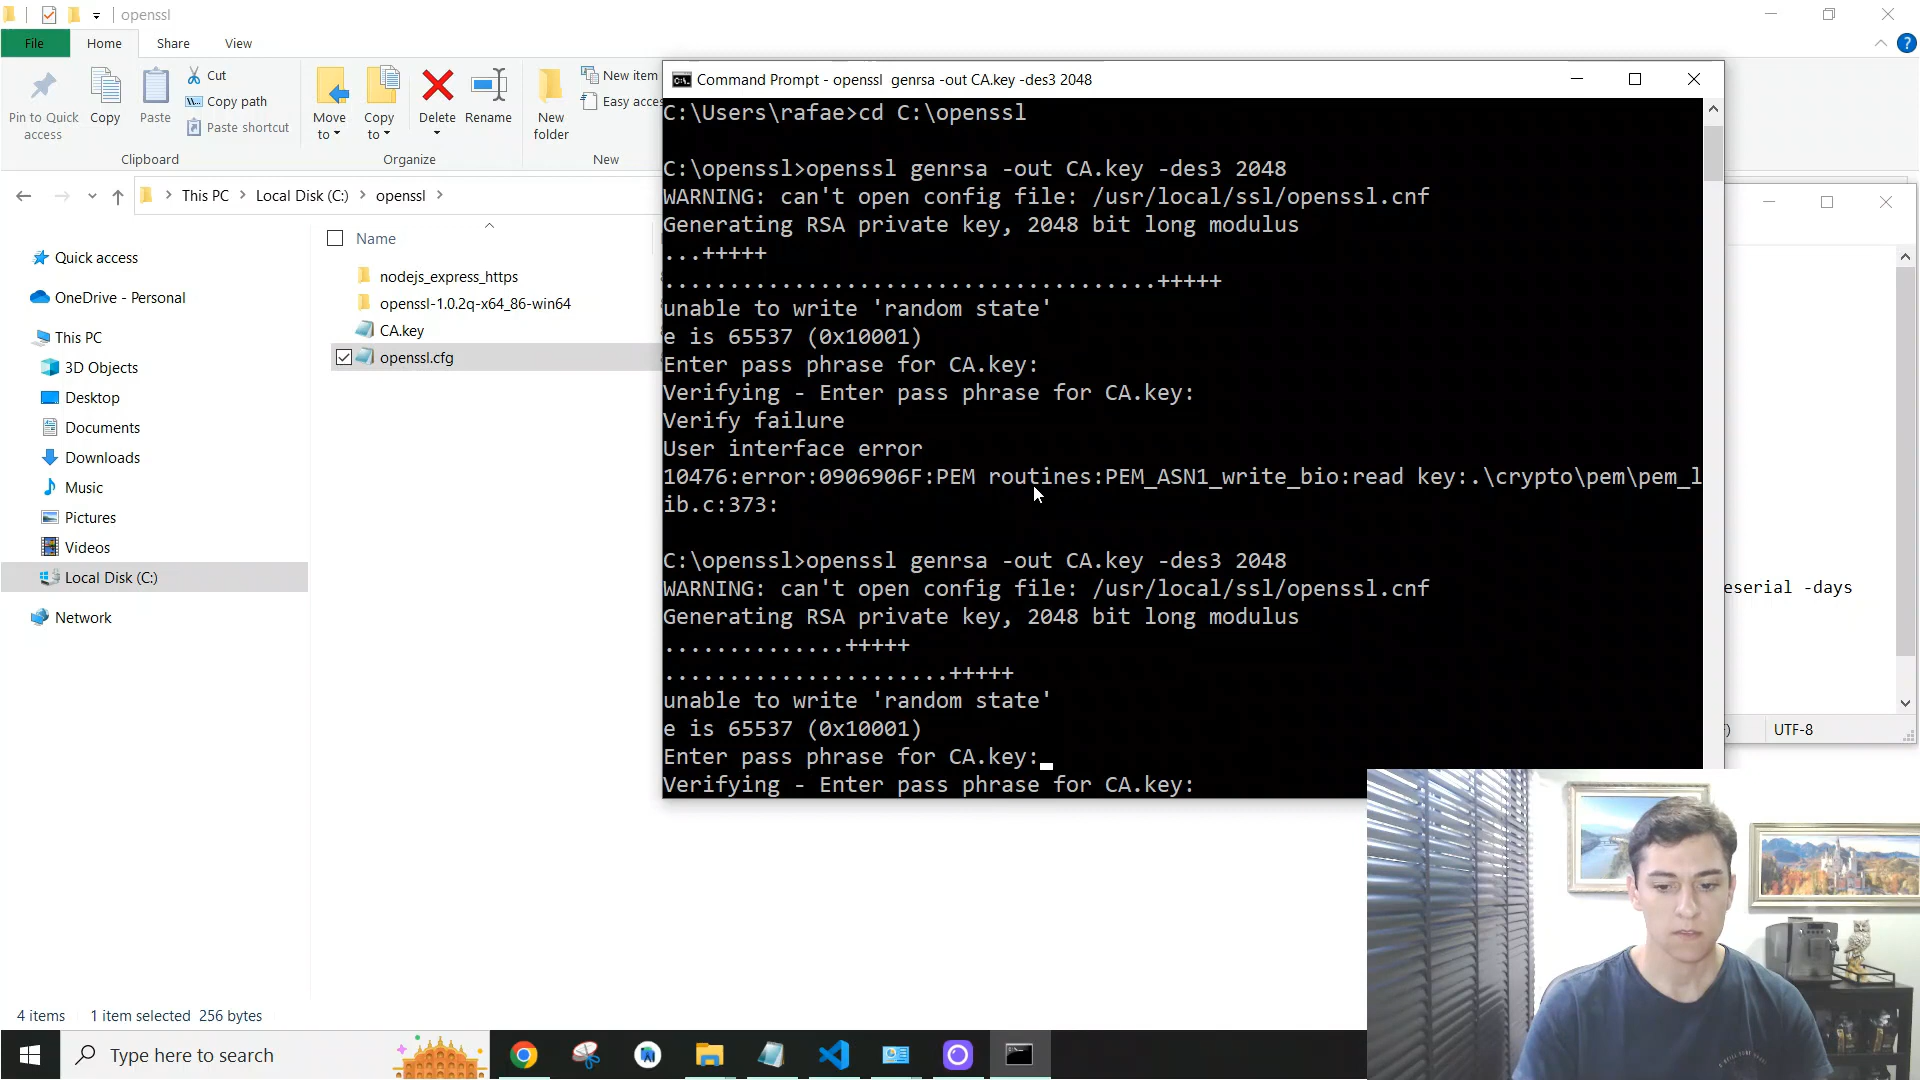 openssl
File
Home
Share
View
Pin to Quick access
Copy
Paste
Cut
Copy path
Paste shortcut
Clipboard
Move to
Copy to
Delete
Rename
Organize
New folder
New item
Easy acces
New
This PC
Local Disk (C:)
openssl
Quick access
OneDrive - Personal
This PC
3D Objects
Desktop
Documents
Downloads
Music
Pictures
Videos
Local Disk (C:)
Network
Name
nodejs_express_https
openssl-1.0.2q-x64_86-win64
CA.key
openssl.cfg
4 items
1 item selected 256 bytes
Command Prompt - openssl genrsa -out CA.key -des3 2048
C:\Users\rafae>cd C:\openssl
C:\openssl>openssl genrsa -out CA.key -des3 2048
WARNING: can't open config file: /usr/local/ssl/openssl.cnf
Generating RSA private key, 2048 bit long modulus
...+++++
......................................+++++
unable to write 'random state'
e is 65537 (0x10001)
Enter pass phrase for CA.key:
Verifying - Enter pass phrase for CA.key:
Verify failure
User interface error
10476:error:0906906F:PEM routines:PEM_ASN1_write_bio:read key:.\crypto\pem\pem_l
ib.c:373:
C:\openssl>openssl genrsa -out CA.key -des3 2048
WARNING: can't open config file: /usr/local/ssl/openssl.cnf
Generating RSA private key, 2048 bit long modulus
..............+++++
......................+++++
unable to write 'random state'
e is 65537 (0x10001)
Enter pass phrase for CA.key:
Verifying - Enter pass phrase for CA.key:
eserial -days
UTF-8
Type here to search